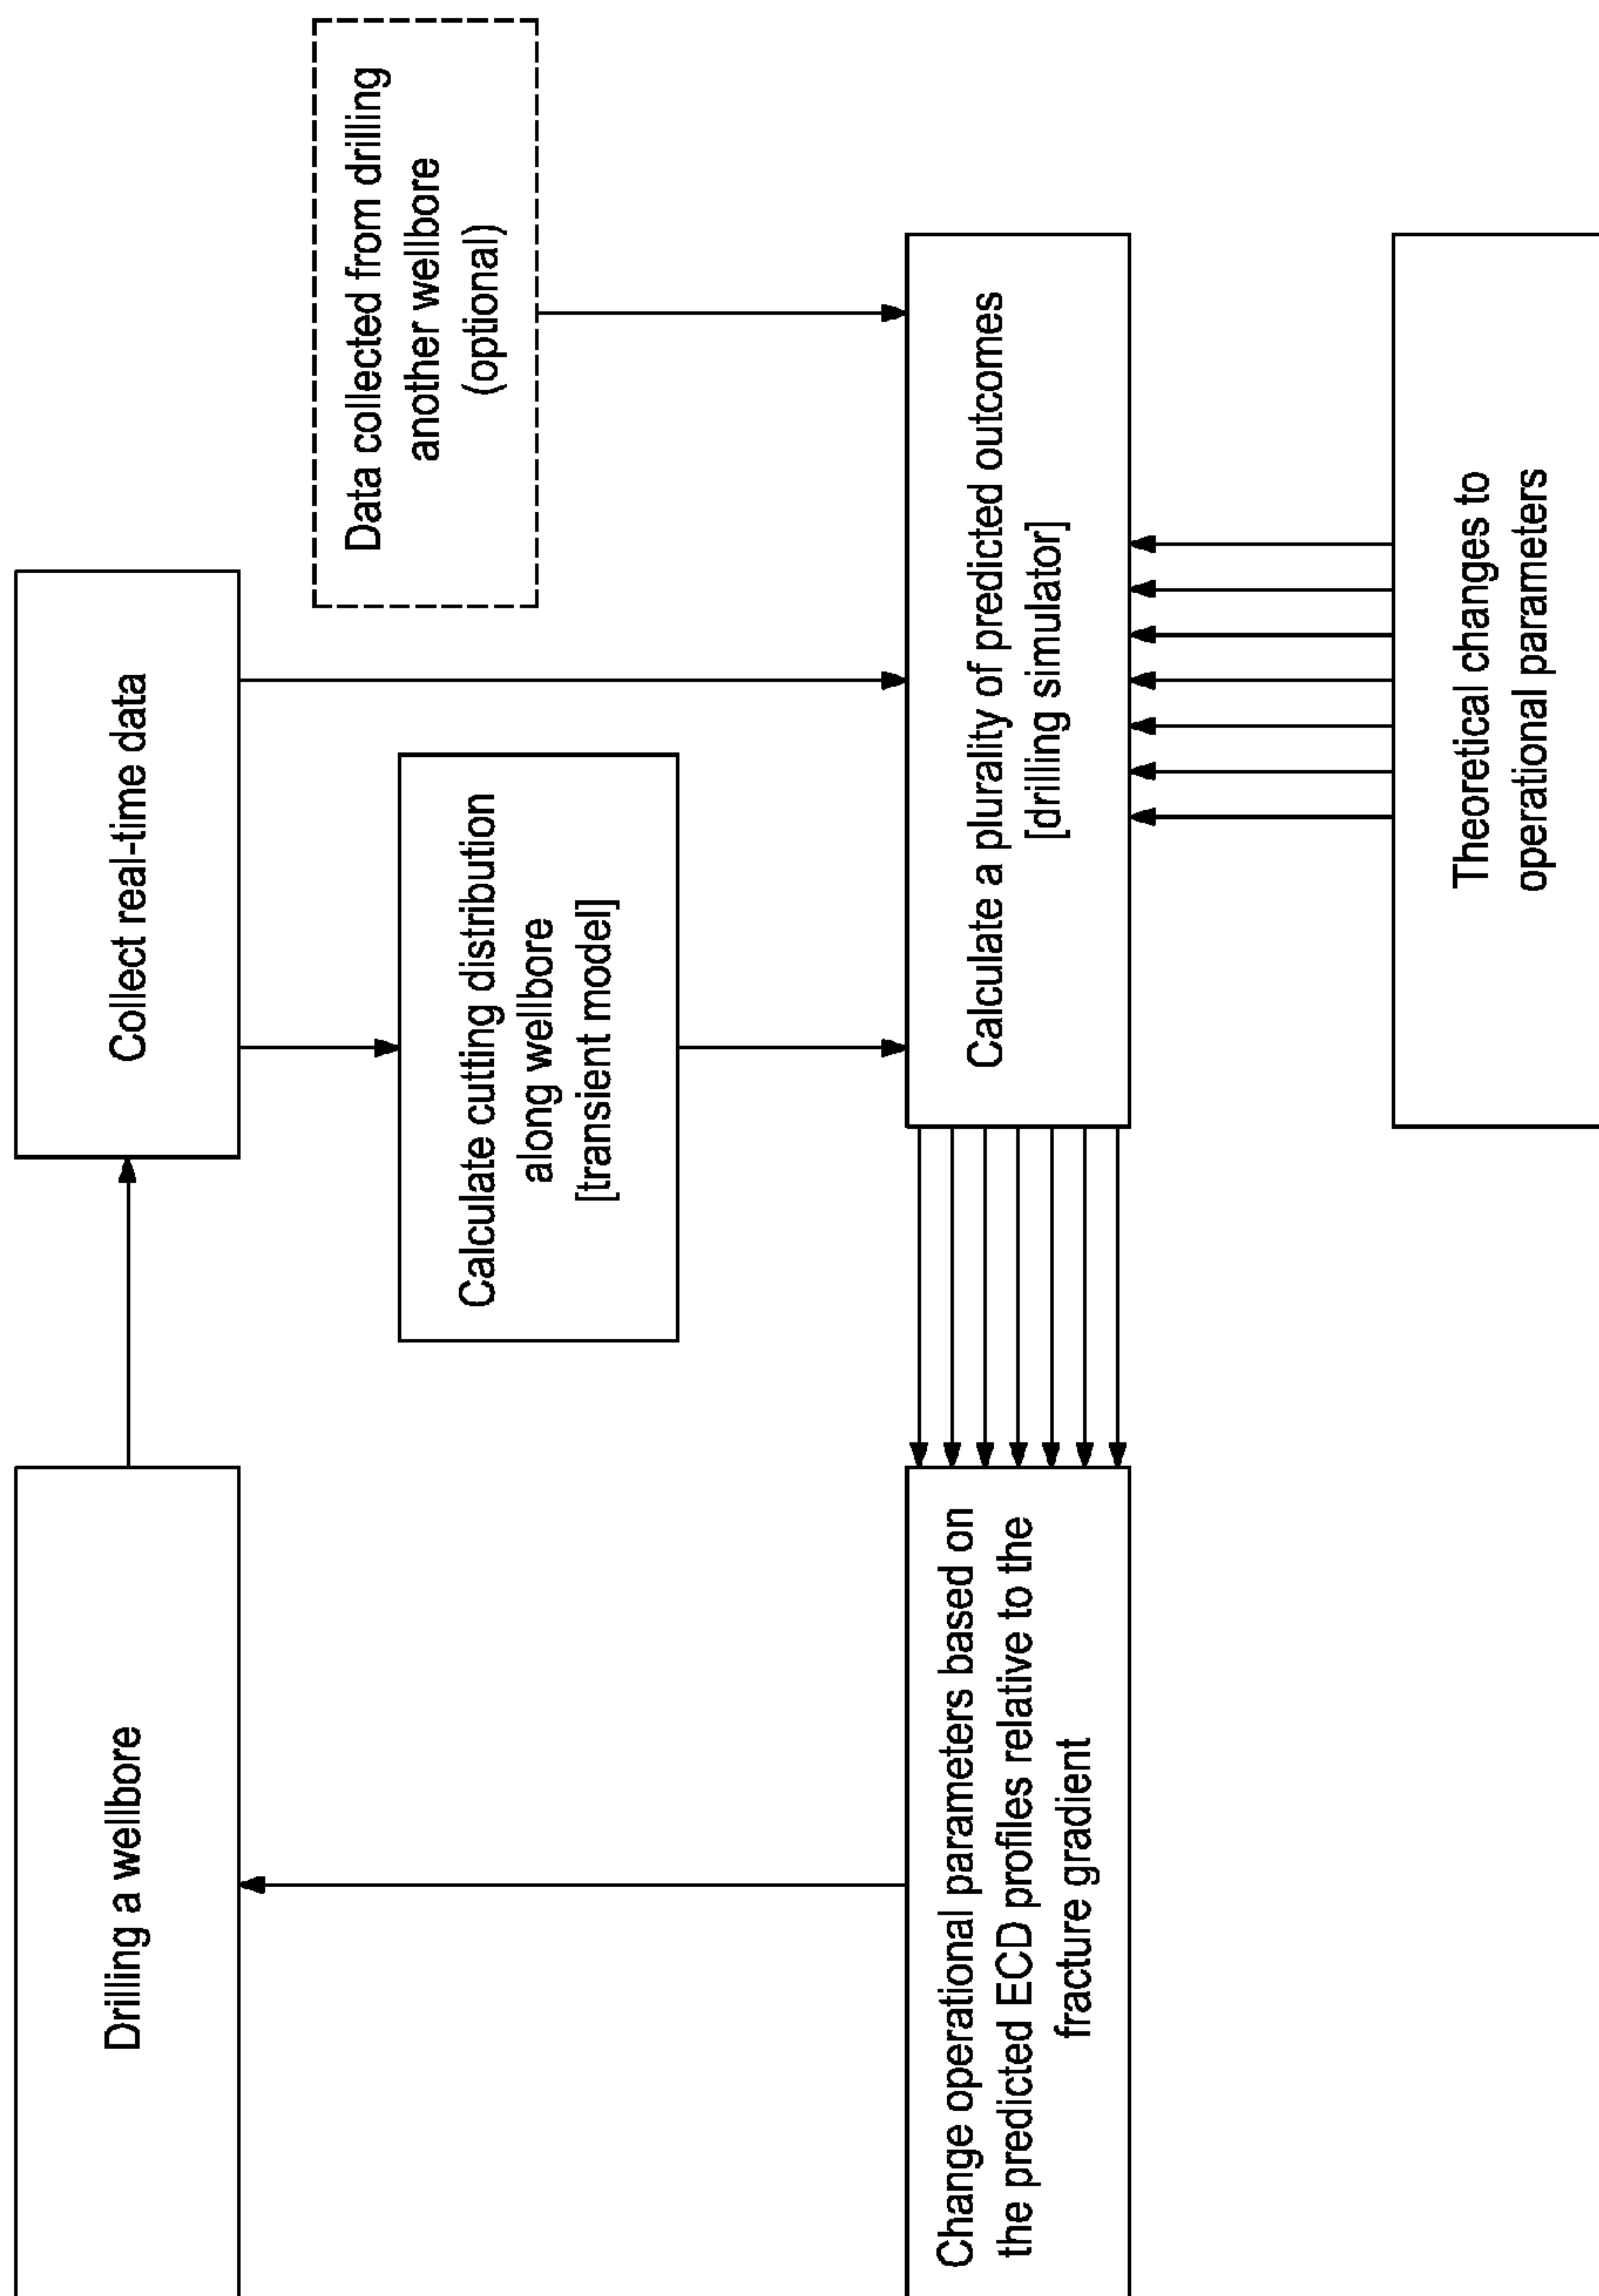 Drilling a wellbore
Collect real-time data
Data collected from drilling
another wellbore
(optional)
Calculate cutting distribution
along wellbore
[transient model]
Change operational parameters based on
the predicted ECD profiles relative to the
fracture gradient
Calculate a plurality of predicted outcomes
[drilling simulator]
Theoretical changes to
operational parameters